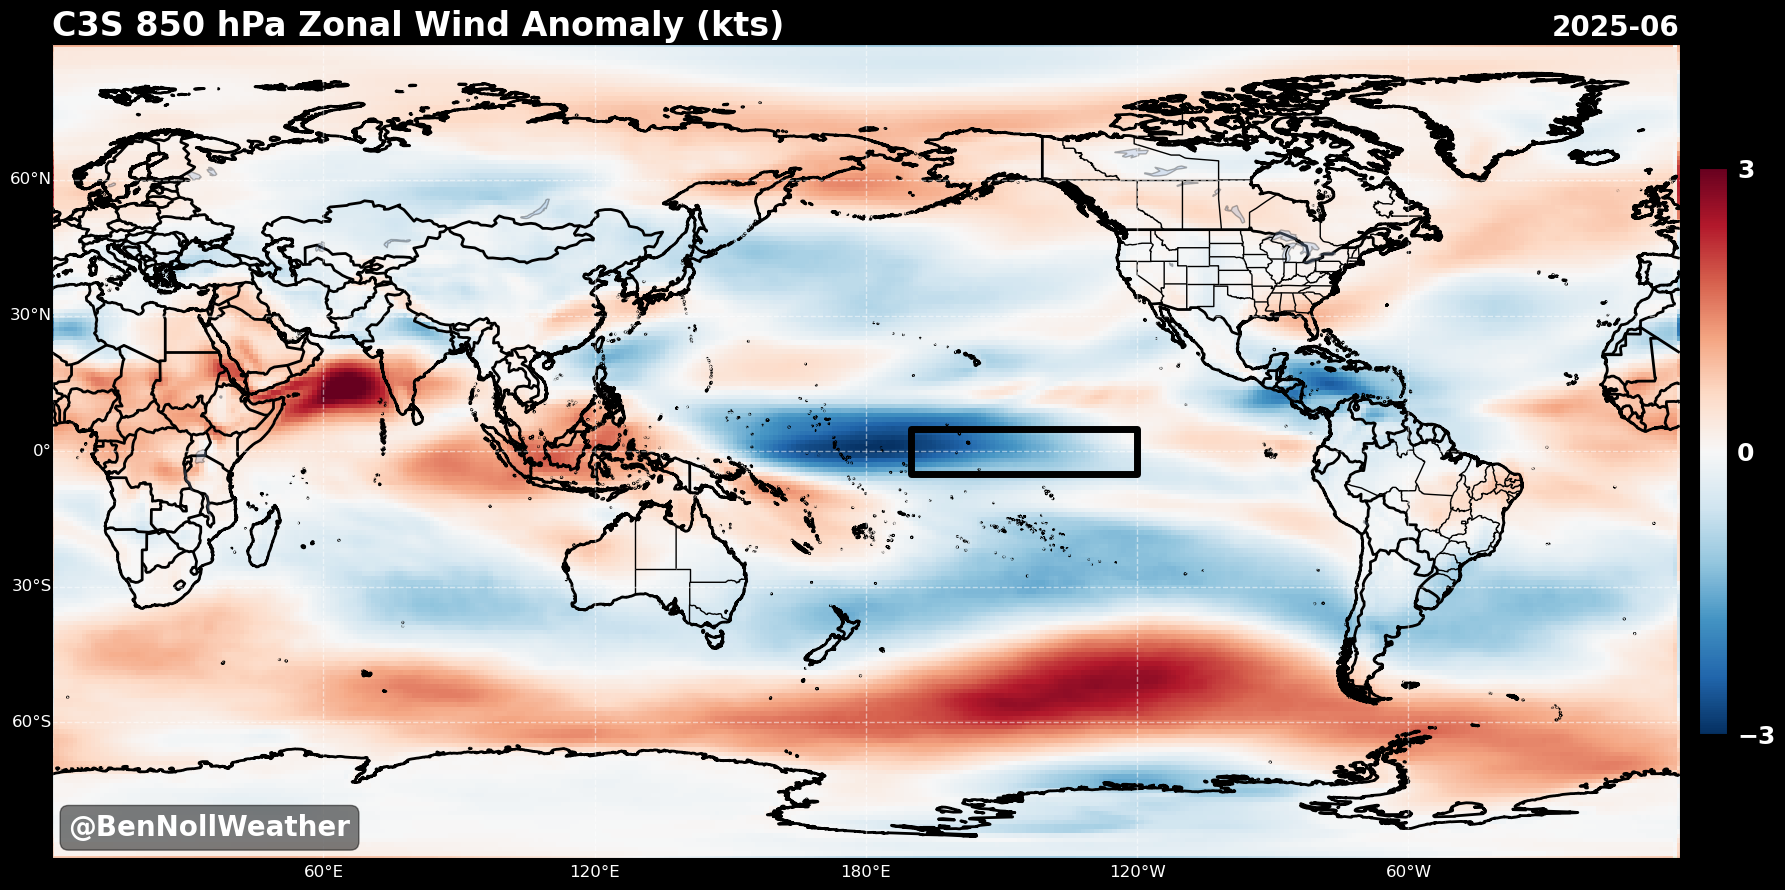 C3S 850 hPa Zonal Wind Anomaly (kts)
2025-06
60°N
30°N
0°
30°S
60°S
3
0
−3
@BenNollWeather
60°E
120°E
180°E
120°W
60°W